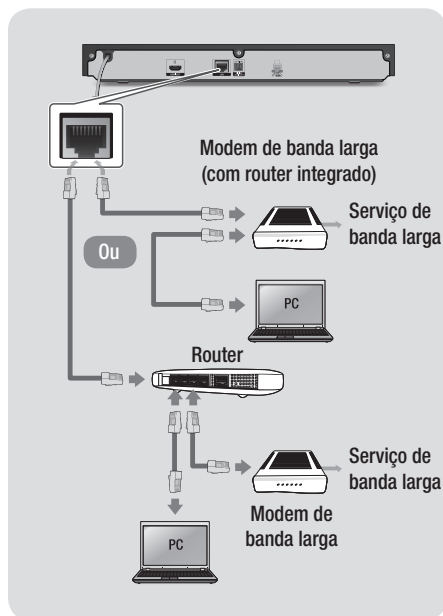 Modem de banda larga
(com router integrado)
Serviço de
banda larga
Ou
PC
Router
Serviço de
banda larga
Modem de
banda larga
PC